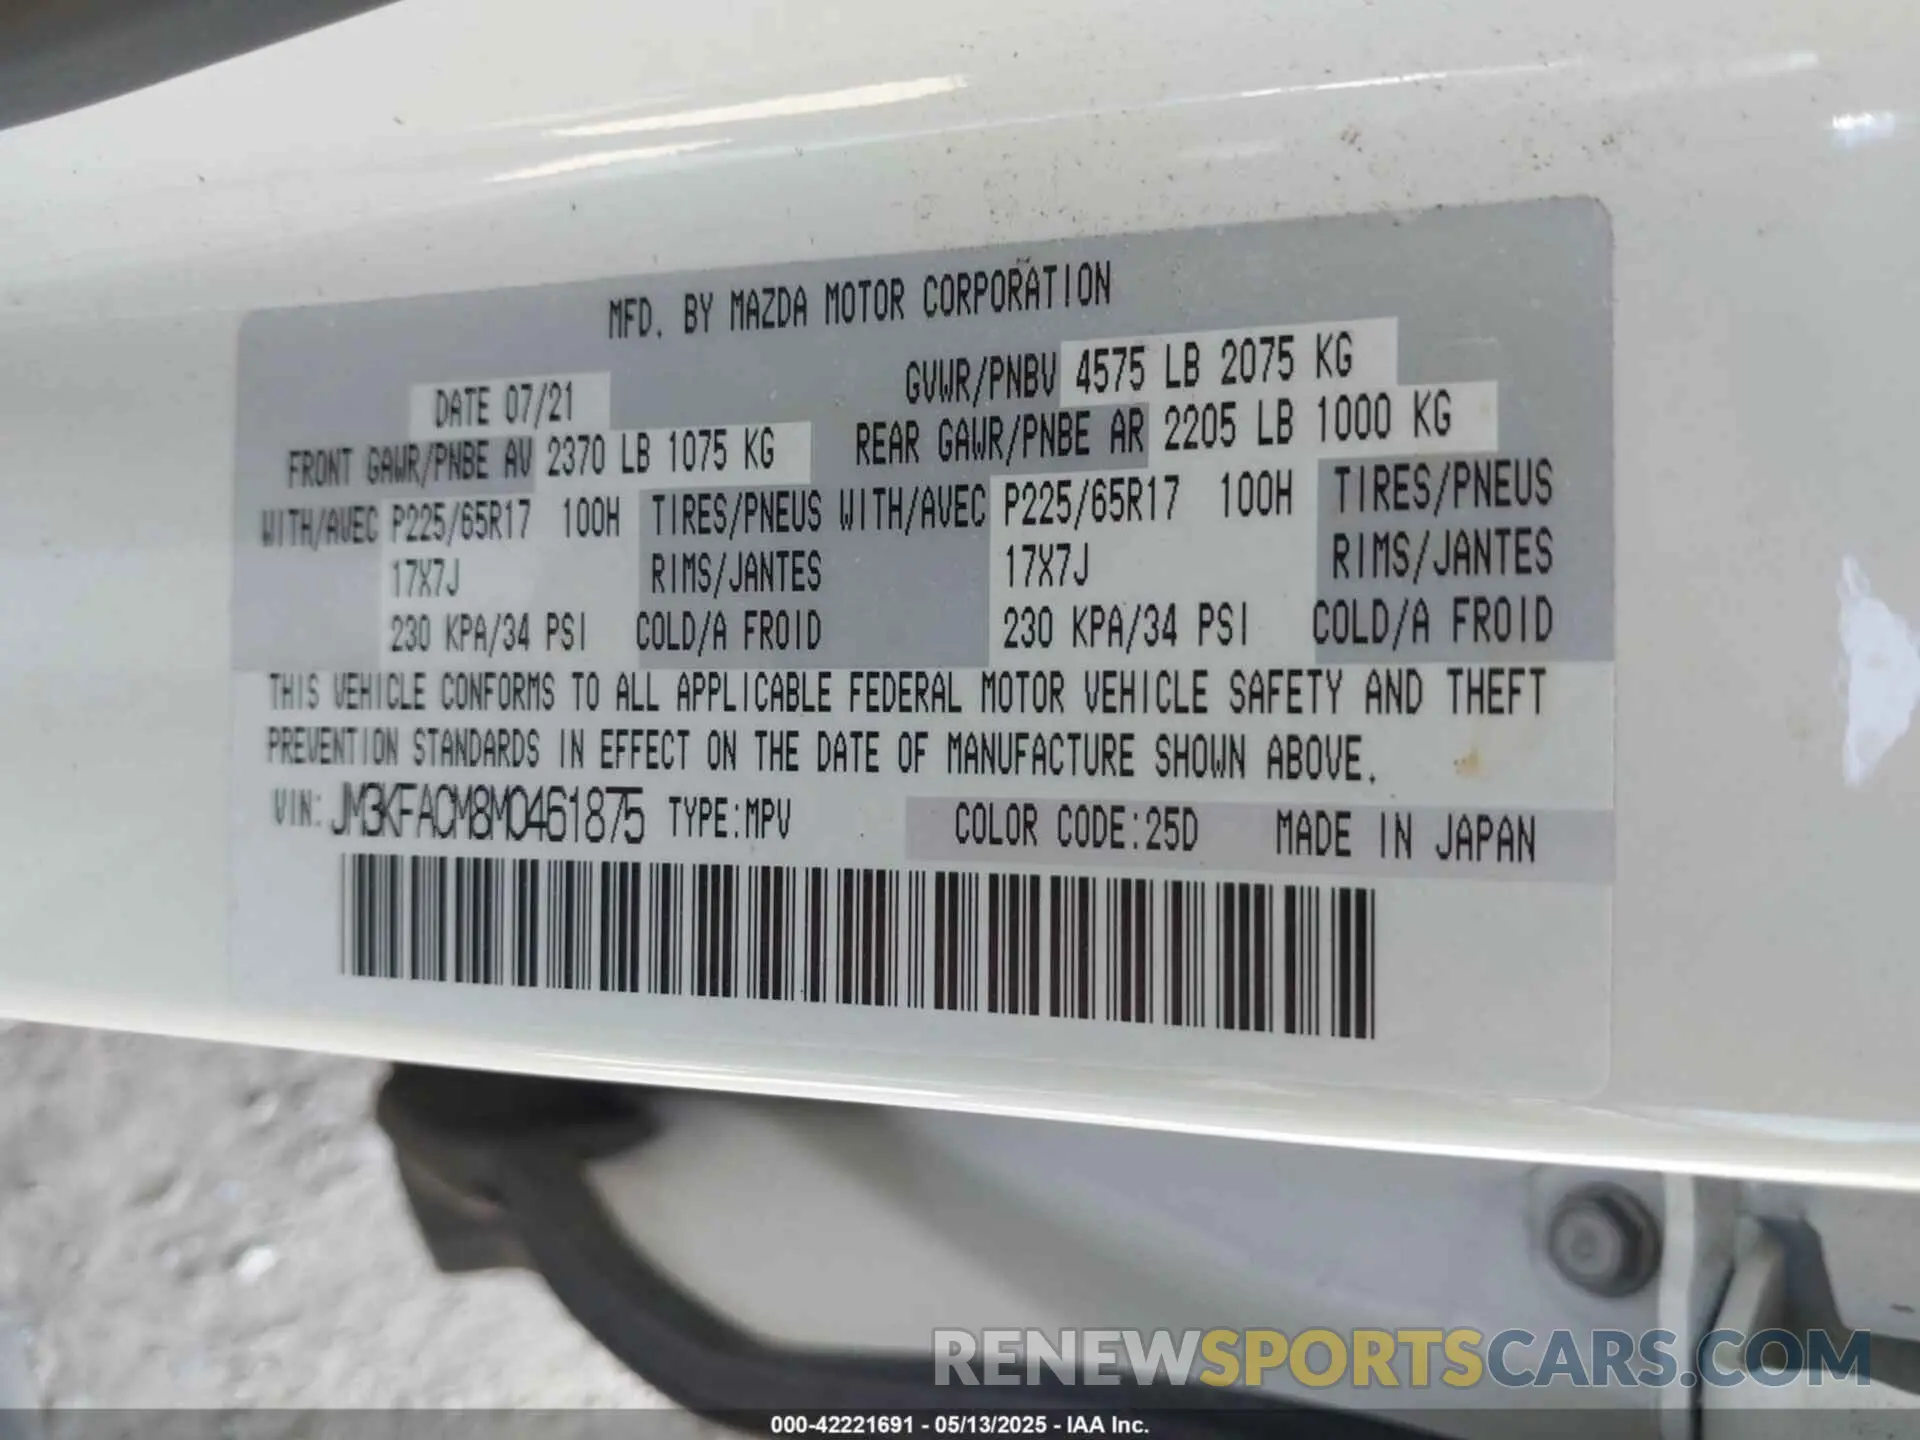 MFD. BY MAZDA MOTOR CORPORATION
DATE 07/21 GVWR/PNBV 4575 LB 2075 KG
FRONT GAWR/PNBE AV 2370 LB 1075 KG REAR GAWR/PNBE AR 2205 LB 1000 KG
WITH/AVEC P225/65R17 100H TIRES/PNEUS WITH/AVEC P225/65R17 100H TIRES/PNEUS
17X7J RIMS/JANTES 17X7J RIMS/JANTES
230 KPA/34 PSI COLD/A FROID 230 KPA/34 PSI COLD/A FROID
THIS VEHICLE CONFORMS TO ALL APPLICABLE FEDERAL MOTOR VEHICLE SAFETY AND THEFT
PREVENTION STANDARDS IN EFFECT ON THE DATE OF MANUFACTURE SHOWN ABOVE.
VIN: JM3KFACM8M0461875 TYPE:MPV COLOR CODE:25D MADE IN JAPAN
RENEWSPORTSCARS.COM
000-42221691 - 05/13/2025 - IAA Inc.